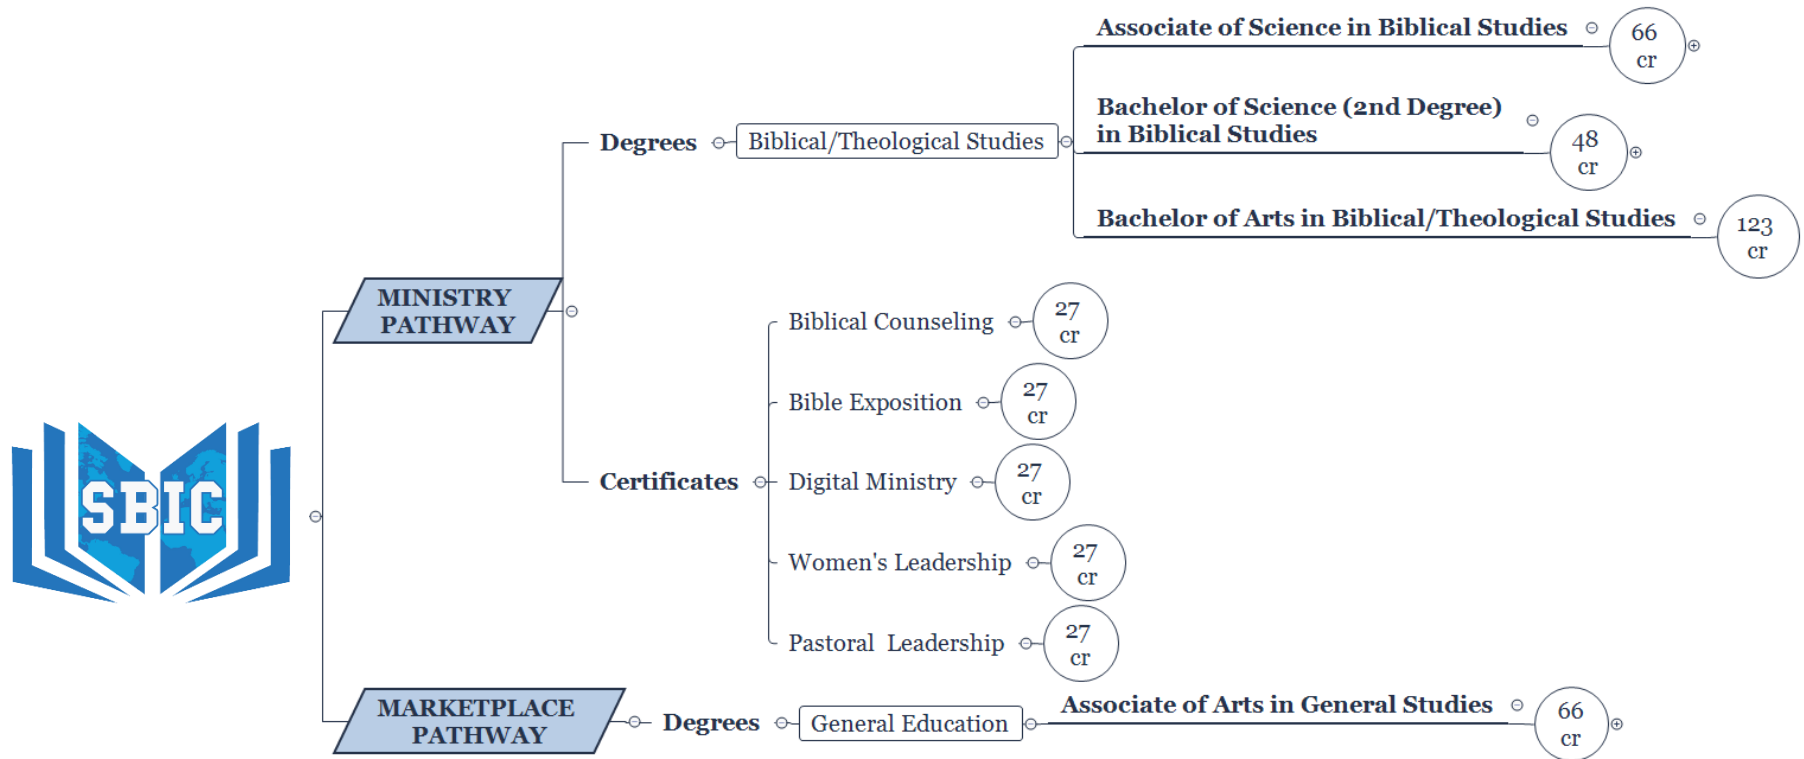 Associate of Science in Biblical Studies
66
cr
Bachelor of Science (2nd Degree)
in Biblical Studies
48
cr
Degrees
Biblical/Theological Studies
Bachelor of Arts in Biblical/Theological Studies
123
cr
MINISTRY
PATHWAY
Biblical Counseling
27
cr
Bible Exposition
27
cr
Certificates
Digital Ministry
27
cr
Women's Leadership
27
cr
Pastoral  Leadership
27
cr
SBIC
MARKETPLACE
PATHWAY
Degrees
General Education
Associate of Arts in General Studies
66
cr